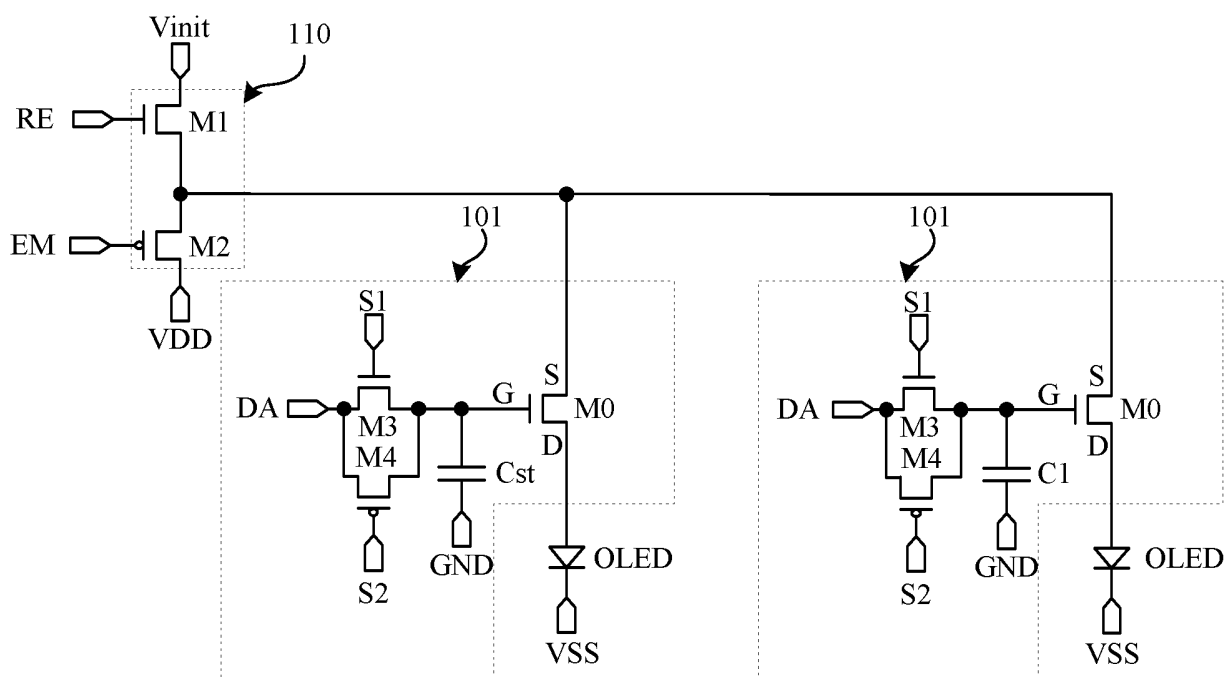 Vinit
110
RE
M1
EM
M2
VDD
101
101
S1
S1
DA
M3
M4
G
S
M0
D
Cst
S2
GND
OLED
VSS
DA
M3
M4
G
S
M0
D
C1
S2
GND
OLED
VSS